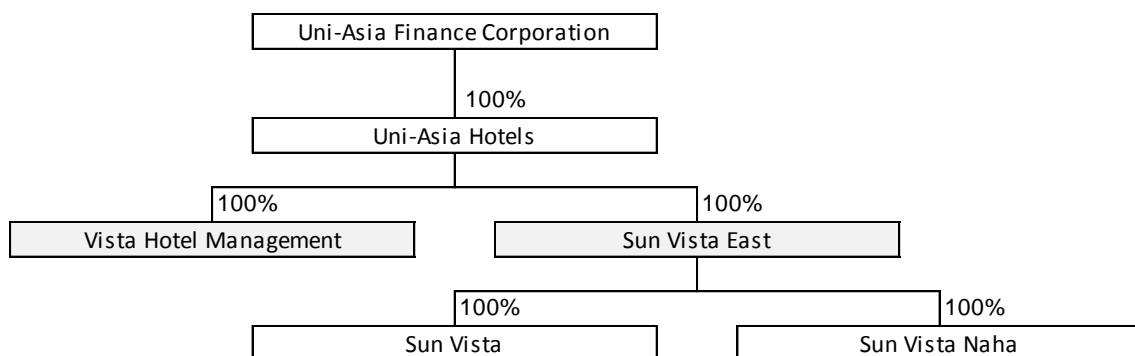 Uni-Asia Finance Corporation
100%
Uni-Asia Hotels
100%
100%
Vista Hotel Management
Sun Vista East
100%
100%
Sun Vista
Sun Vista Naha